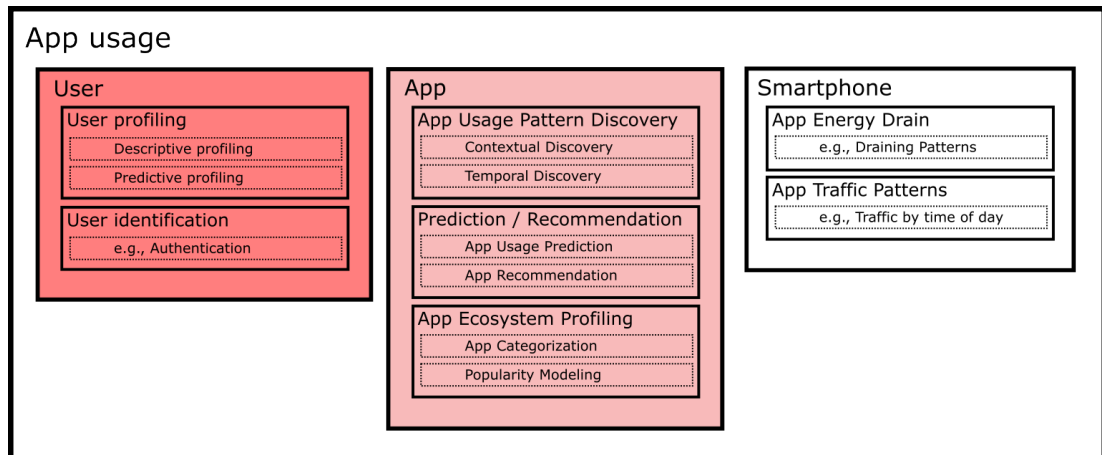 App usage
User
User profiling
Descriptive profiling
Predictive profiling
User identification
e.g., Authentication
App
App Usage Pattern Discovery
Contextual Discovery
Temporal Discovery
Prediction / Recommendation
App Usage Prediction
App Recommendation
App Ecosystem Profiling
App Categorization
Popularity Modeling
Smartphone
App Energy Drain
e.g., Draining Patterns
App Traffic Patterns
e.g., Traffic by time of day